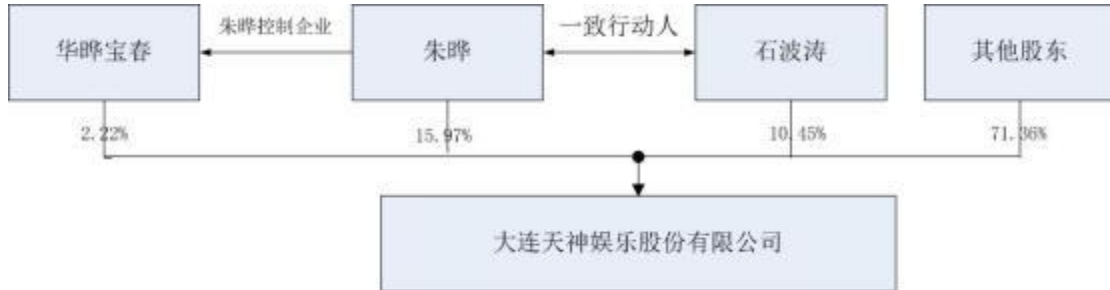 华晔宝春
朱晔控制企业
朱晔
一致行动人
石波涛
其他股东
2.22%
15.97%
10.45%
71.36%
大连天神娱乐股份有限公司